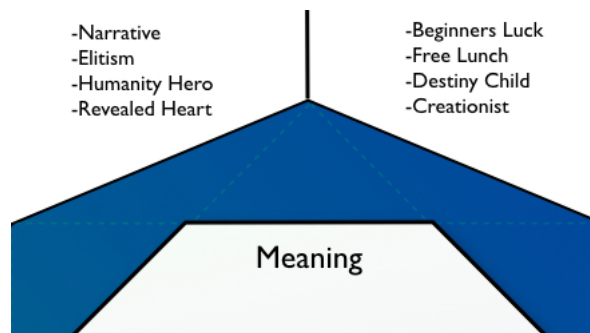 -Narrative
-Elitism
-Humanity Hero
-Revealed Heart
-Beginners Luck
-Free Lunch
-Destiny Child
-Creationist
Meaning